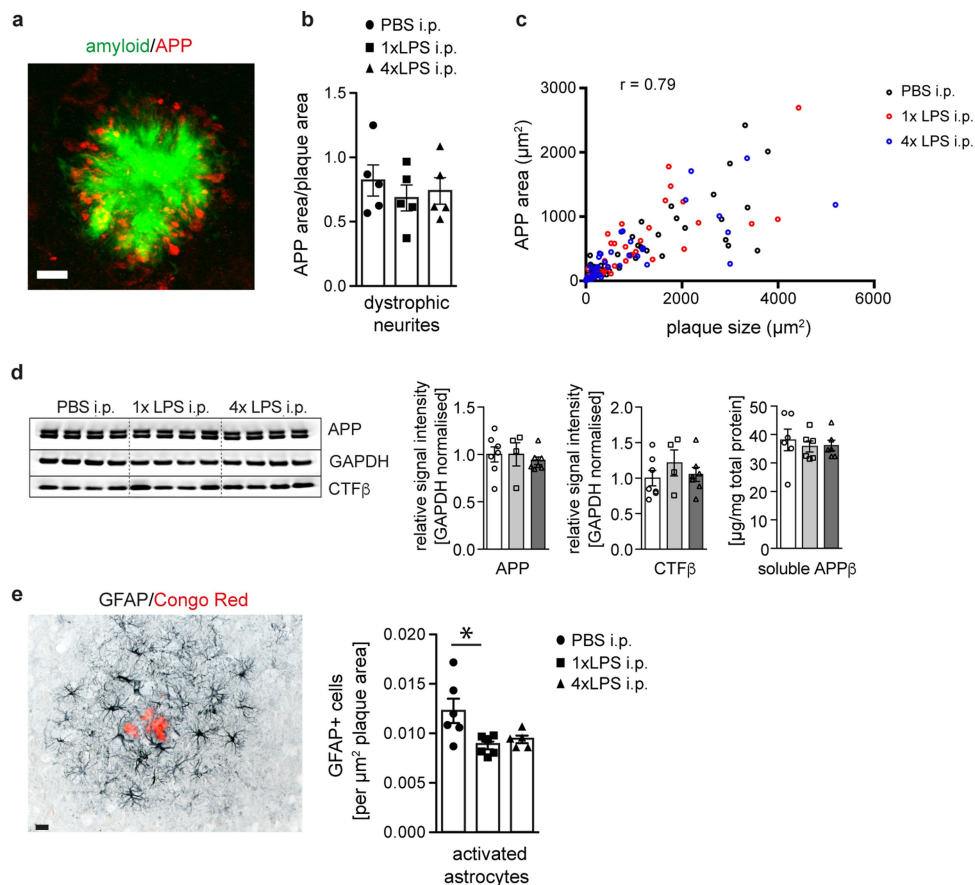 a
amyloid/APP
b
PBS i.p.
1xLPS i.p.
4xLPS i.p.
APP area/plaque area
2.0
1.5
1.0
0.5
0.0
dystrophic
neurites
c
r = 0.79
PBS i.p.
1x LPS i.p.
4x LPS i.p.
APP area (µm²)
3000
2000
1000
0
0
2000
4000
6000
plaque size (µm²)
d
PBS i.p.
1x LPS i.p.
4x LPS i.p.
APP
GAPDH
CTFβ
relative signal intensity
[GAPDH normalised]
1.5
1.0
0.5
0.0
APP
relative signal intensity
[GAPDH normalised]
2.0
1.5
1.0
0.5
0.0
CTFβ
[µg/mg total protein]
60
40
20
0
soluble APPβ
e
GFAP/Congo Red
GFAP+ cells
[per µm² plaque area]
0.020
0.015
0.010
0.005
0.000
*
activated
astrocytes
PBS i.p.
1xLPS i.p.
4xLPS i.p.